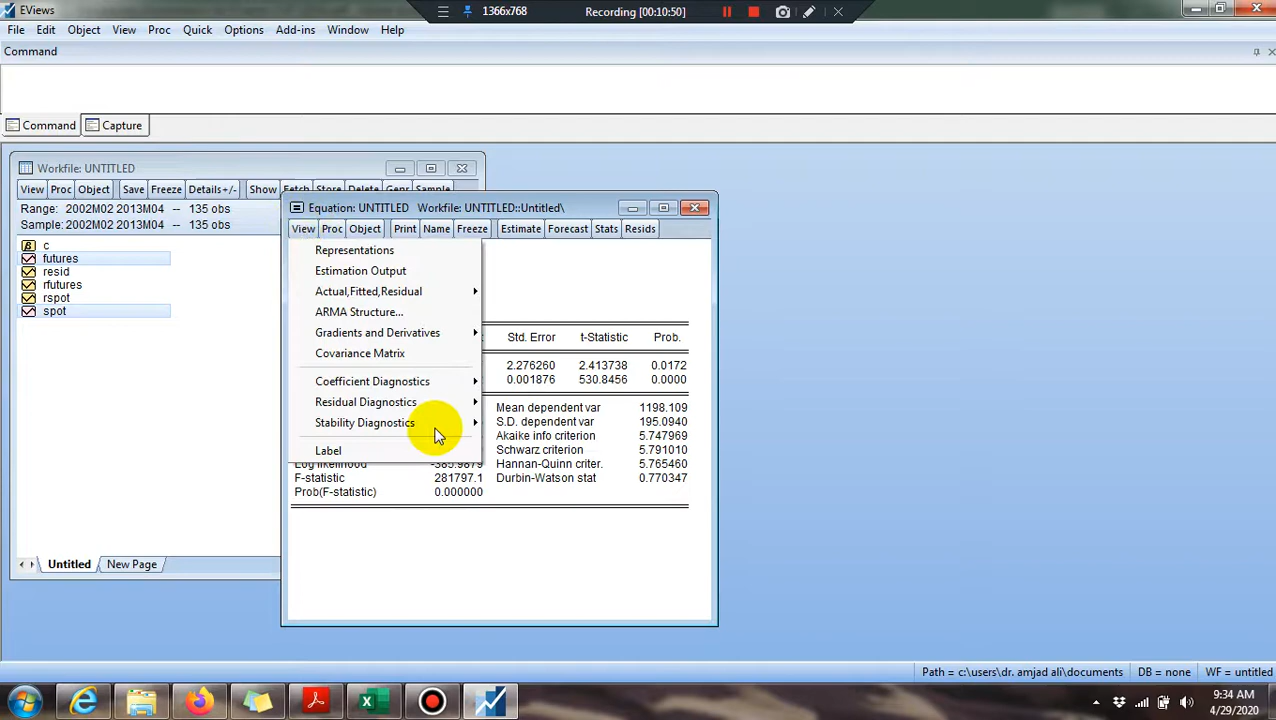 EViews
1366x768
Recording [00:10:50]
File Edit Object View Proc Quick Options Add-ins Window Help
Command
Command Capture
Workfile: UNTITLED
View Proc Object Save Freeze Details+/- Show Fetch Store Delete Genr Sample
Range: 2002M02 2013M04 -- 135 obs
Sample: 2002M02 2013M04 -- 135 obs
c
futures
resid
rfutures
rspot
spot
Untitled New Page
Equation: UNTITLED Workfile: UNTITLED::Untitled\
View Proc Object Print Name Freeze Estimate Forecast Stats Resids
Representations
Estimation Output
Actual,Fitted,Residual
ARMA Structure...
Gradients and Derivatives
Covariance Matrix
Coefficient Diagnostics
Residual Diagnostics
Stability Diagnostics
Label
Std. Error t-Statistic Prob.
2.276260 2.413738 0.0172
0.001876 530.8456 0.0000
Mean dependent var 1198.109
S.D. dependent var 195.0940
Akaike info criterion 5.747969
Schwarz criterion 5.791010
Log likelihood -385.9879 Hannan-Quinn criter. 5.765460
F-statistic 281797.1 Durbin-Watson stat 0.770347
Prob(F-statistic) 0.000000
Path = c:\users\dr. amjad ali\documents DB = none WF = untitled
9:34 AM
4/29/2020